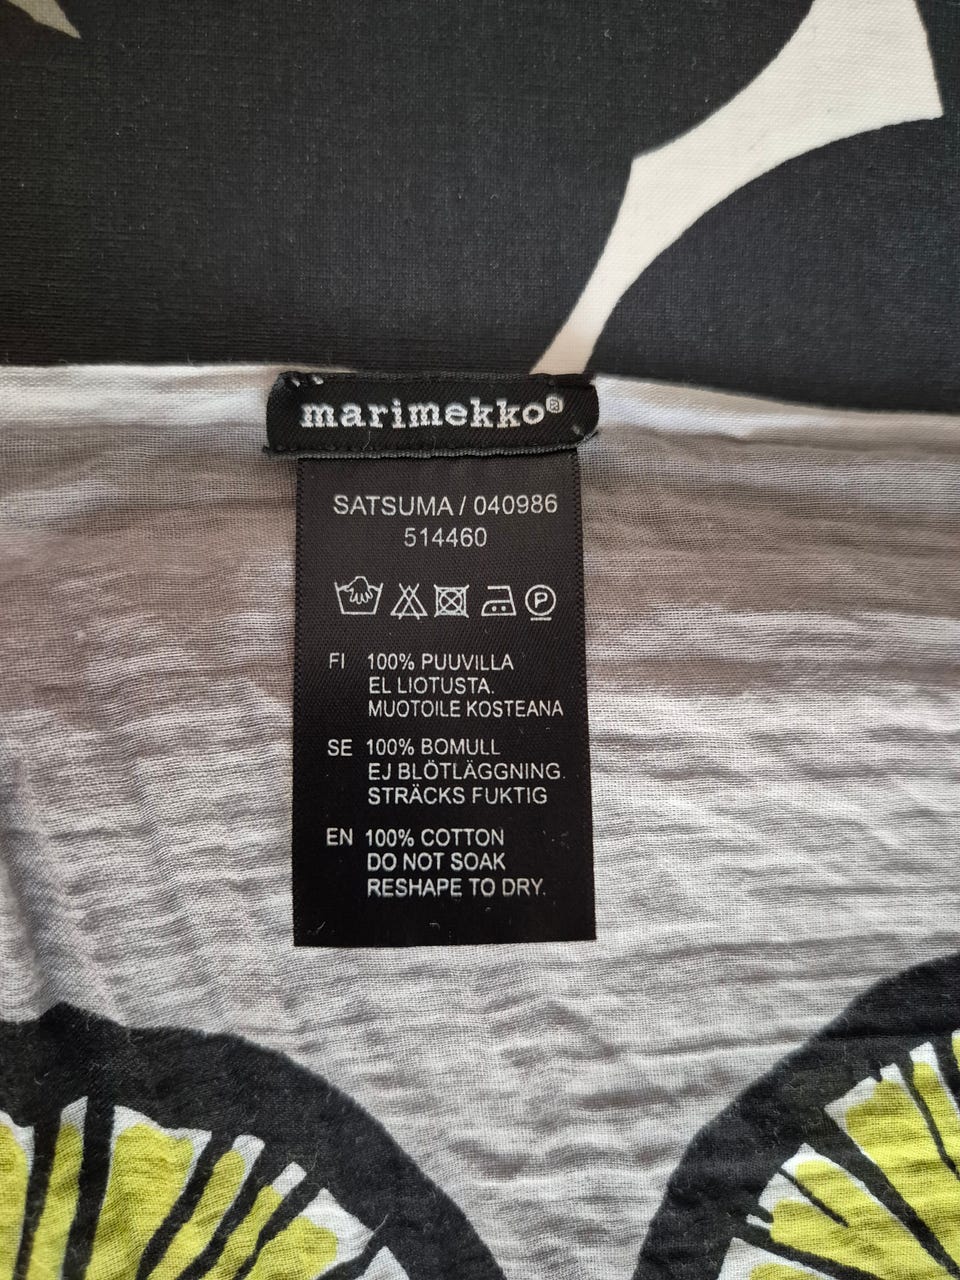 marimekko®
SATSUMA / 040986
514460
P
FI 100% PUUVILLA
EL LIOTUSTA.
MUOTOILE KOSTEANA
SE 100% BOMULL
EJ BLÖTLÄGGNING.
STRÄCKS FUKTIG
EN 100% COTTON
DO NOT SOAK
RESHAPE TO DRY.